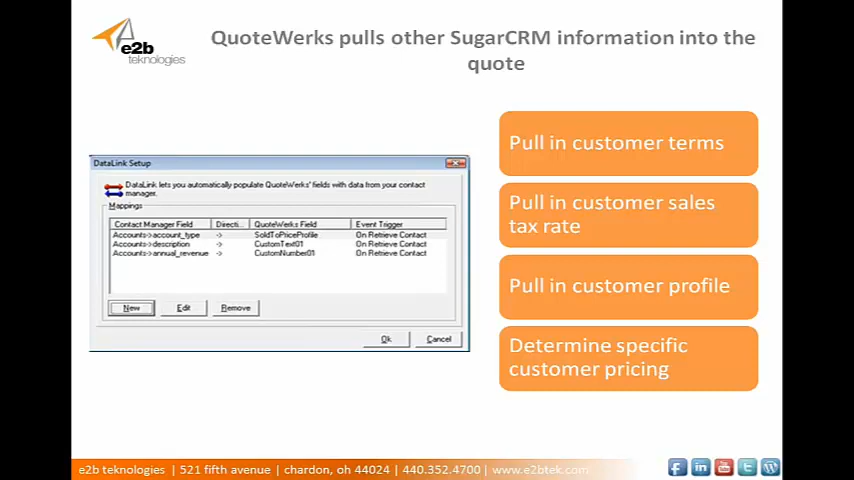 e2b
teknologies
QuoteWerks pulls other SugarCRM information into the
quote
DataLink Setup
DataLink lets you automatically populate QuoteWerks' fields with data from your contact
manager.
Mappings
Contact Manager Field Directi... QuoteWerks Field Event Trigger
Accounts->account_type -> SoldToPriceProfile On Retrieve Contact
Accounts->description -> CustomText01 On Retrieve Contact
Accounts->annual_revenue -> CustomNumber01 On Retrieve Contact
New Edit Remove
Ok Cancel
Pull in customer terms
Pull in customer sales
tax rate
Pull in customer profile
Determine specific
customer pricing
e2b teknologies | 521 fifth avenue | chardon, oh 44024 | 440.352.4700 | www.e2btek.com